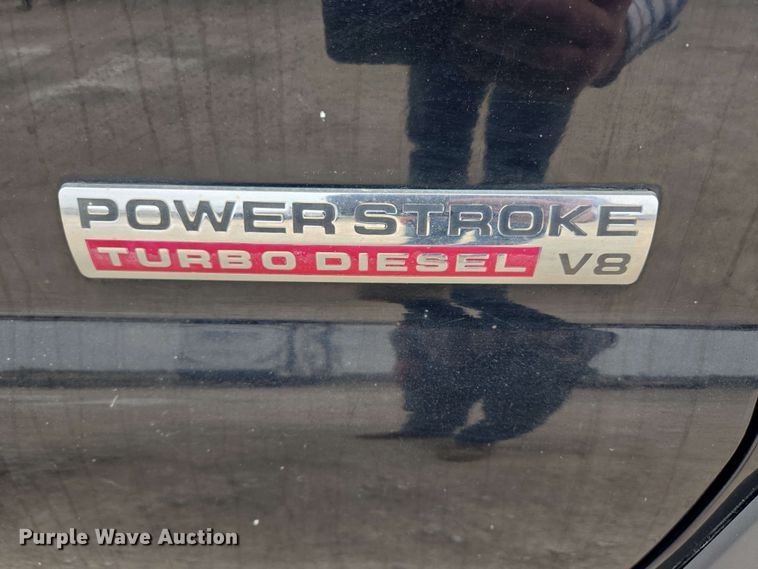 POWER STROKE
TURBO DIESEL V8
Purple Wave Auction